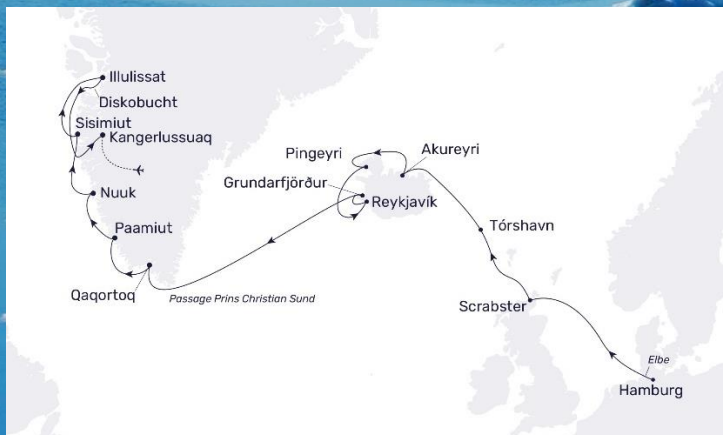 Illulissat
Diskobucht
Sisimiut
Kangerlussuaq
Pingeyri
Akureyri
Grundarfjörður
Reykjavík
Nuuk
Tórshavn
Paamiut
Qaqortoq
Passage Prins Christian Sund
Scrabster
Elbe
Hamburg